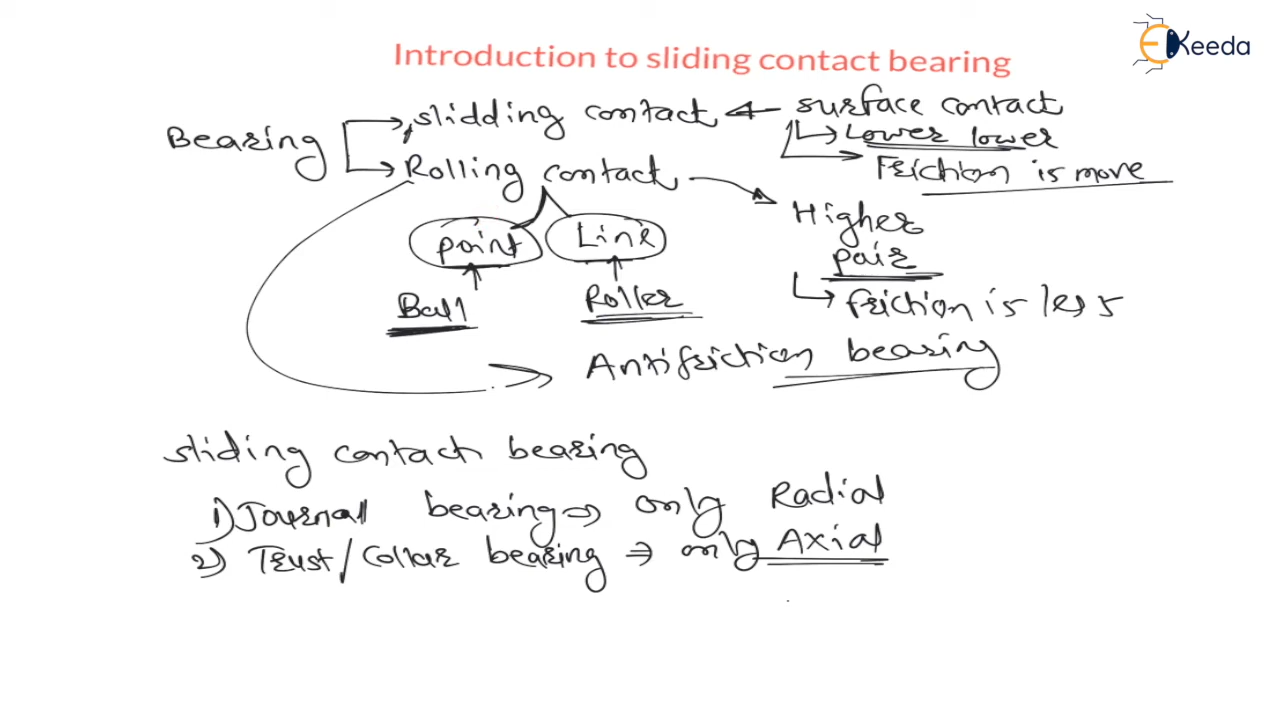 Introduction to sliding contact bearing
EKeeda
Bearing
slidding contact
surface contact
Lower lower
Friction is more
Rolling contact
Higher
pair
point
Line
Ball
Roller
friction is less
Antifriction bearing
sliding contact bearing
1) Journal bearing ⇒ only Radial
2) Trust/Collar bearing ⇒ only Axial